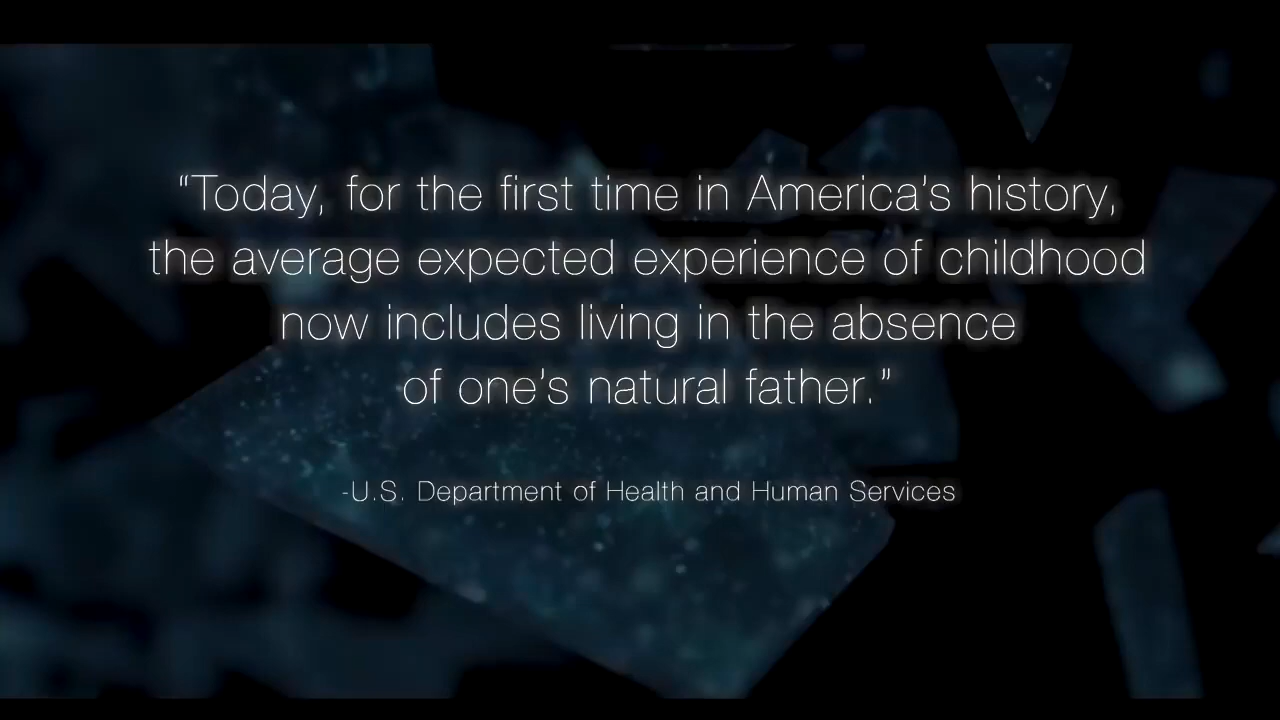 “Today, for the first time in America’s history,
the average expected experience of childhood
now includes living in the absence
of one’s natural father.”
-U.S. Department of Health and Human Services